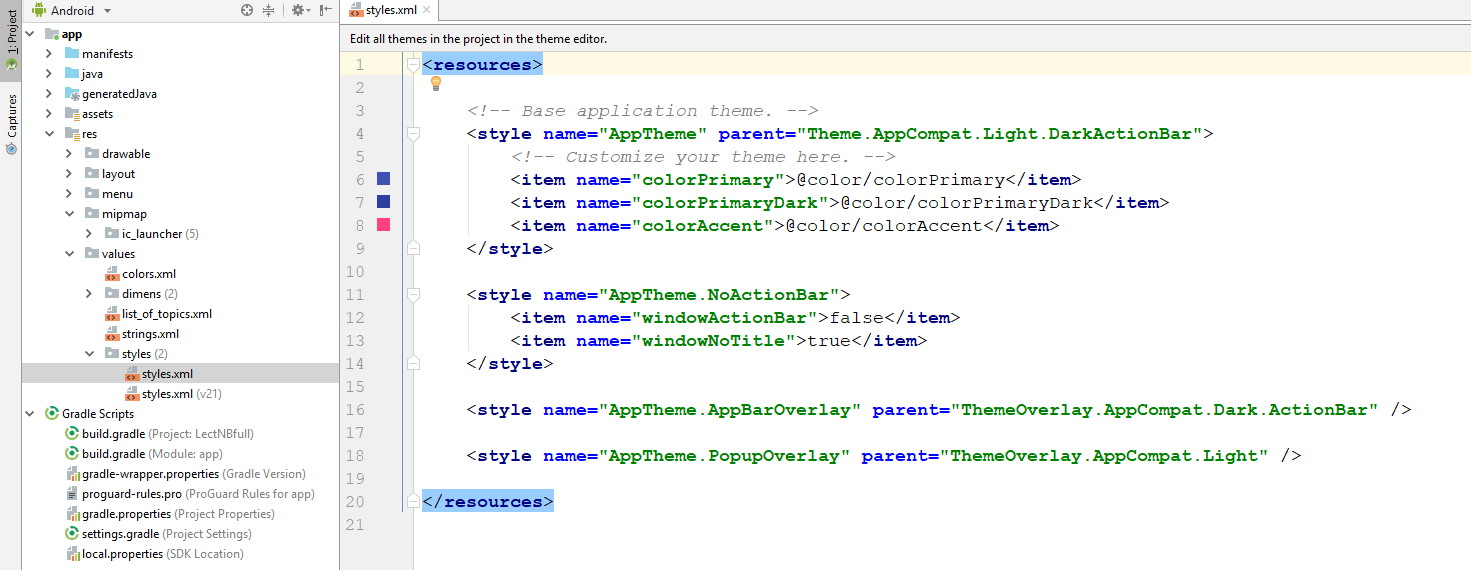 1: Project
Captures
Android
app
manifests
java
generatedJava
assets
res
drawable
layout
menu
mipmap
ic_launcher (5)
values
colors.xml
dimens (2)
list_of_topics.xml
strings.xml
styles (2)
styles.xml
styles.xml (v21)
Gradle Scripts
build.gradle (Project: LectNBfull)
build.gradle (Module: app)
gradle-wrapper.properties (Gradle Version)
proguard-rules.pro (ProGuard Rules for app)
gradle.properties (Project Properties)
settings.gradle (Project Settings)
local.properties (SDK Location)
styles.xml
Edit all themes in the project in the theme editor.
1 <resources>
2
3 <!-- Base application theme. -->
4 <style name="AppTheme" parent="Theme.AppCompat.Light.DarkActionBar">
5 <!-- Customize your theme here. -->
6 <item name="colorPrimary">@color/colorPrimary</item>
7 <item name="colorPrimaryDark">@color/colorPrimaryDark</item>
8 <item name="colorAccent">@color/colorAccent</item>
9 </style>
10
11 <style name="AppTheme.NoActionBar">
12 <item name="windowActionBar">false</item>
13 <item name="windowNoTitle">true</item>
14 </style>
15
16 <style name="AppTheme.AppBarOverlay" parent="ThemeOverlay.AppCompat.Dark.ActionBar" />
17
18 <style name="AppTheme.PopupOverlay" parent="ThemeOverlay.AppCompat.Light" />
19
20 </resources>
21